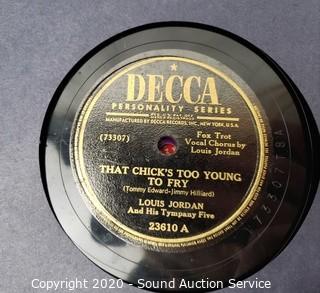 DECCA
PERSONALITY SERIES
MANUFACTURED BY DECCA RECORDS, INC., NEW YORK, U.S.A.
(73307)
Fox Trot
Vocal Chorus by
Louis Jordan
THAT CHICK'S TOO YOUNG
TO FRY
(Tommy Edward-Jimmy Hilliard)
LOUIS JORDAN
And His Tympany Five
23610 A
Copyright 2020 - Sound Auction Service